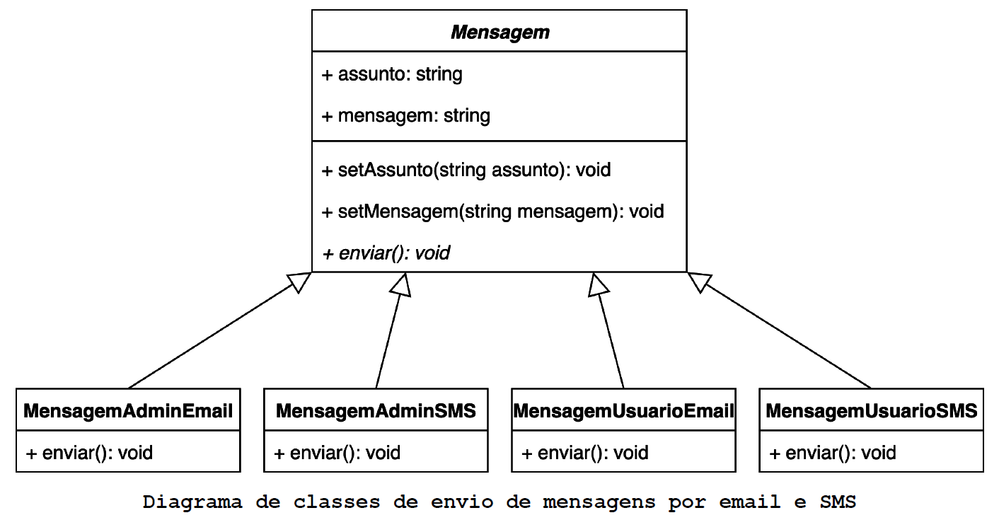 Mensagem
+ assunto: string
+ mensagem: string
+ setAssunto(string assunto): void
+ setMensagem(string mensagem): void
+ enviar(): void
MensagemAdminEmail
+ enviar(): void
MensagemAdminSMS
+ enviar(): void
MensagemUsuarioEmail
+ enviar(): void
MensagemUsuarioSMS
+ enviar(): void
Diagrama de classes de envio de mensagens por email e SMS